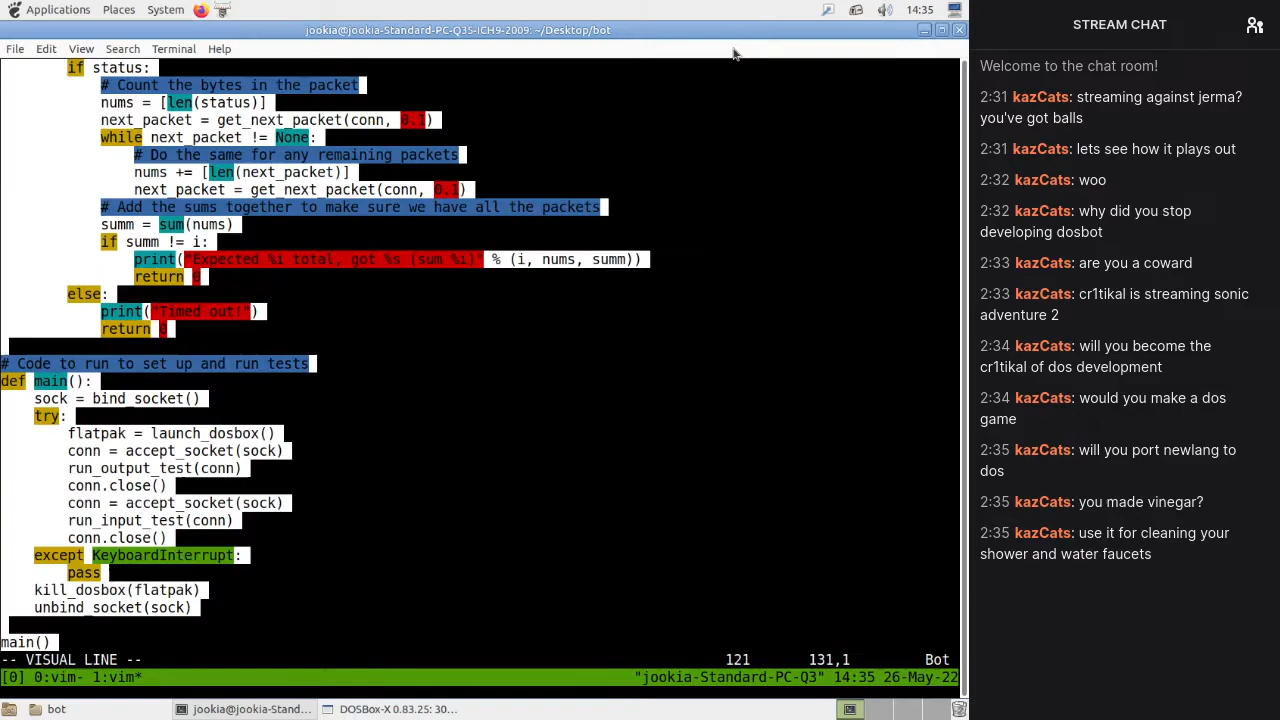 Applications Places System 14:35
jookia@jookia-Standard-PC-Q35-ICH9-2009: ~/Desktop/bot
File Edit View Search Terminal Help
if status:
# Count the bytes in the packet
nums = [len(status)]
next_packet = get_next_packet(conn, 0.1)
while next_packet != None:
# Do the same for any remaining packets
nums += [len(next_packet)]
next_packet = get_next_packet(conn, 0.1)
# Add the sums together to make sure we have all the packets
summ = sum(nums)
if summ != i:
print("Expected %i total, got %s (sum %i)" % (i, nums, summ))
return 0
else:
print("Timed out!")
return 0
# Code to run to set up and run tests
def main():
sock = bind_socket()
try:
flatpak = launch_dosbox()
conn = accept_socket(sock)
run_output_test(conn)
conn.close()
conn = accept_socket(sock)
run_input_test(conn)
conn.close()
except KeyboardInterrupt:
pass
kill_dosbox(flatpak)
unbind_socket(sock)
main()
-- VISUAL LINE -- 121 131,1 Bot
[0] 0:vim- 1:vim* "jookia-Standard-PC-Q3" 14:35 26-May-22
bot jookia@jookia-Stand... DOSBox-X 0.83.25: 30...
STREAM CHAT
Welcome to the chat room!
2:31 kazCats: streaming against jerma?
you've got balls
2:31 kazCats: lets see how it plays out
2:32 kazCats: woo
2:32 kazCats: why did you stop
developing dosbot
2:33 kazCats: are you a coward
2:33 kazCats: cr1tikal is streaming sonic
adventure 2
2:34 kazCats: will you become the
cr1tikal of dos development
2:34 kazCats: would you make a dos
game
2:35 kazCats: will you port newlang to
dos
2:35 kazCats: you made vinegar?
2:35 kazCats: use it for cleaning your
shower and water faucets